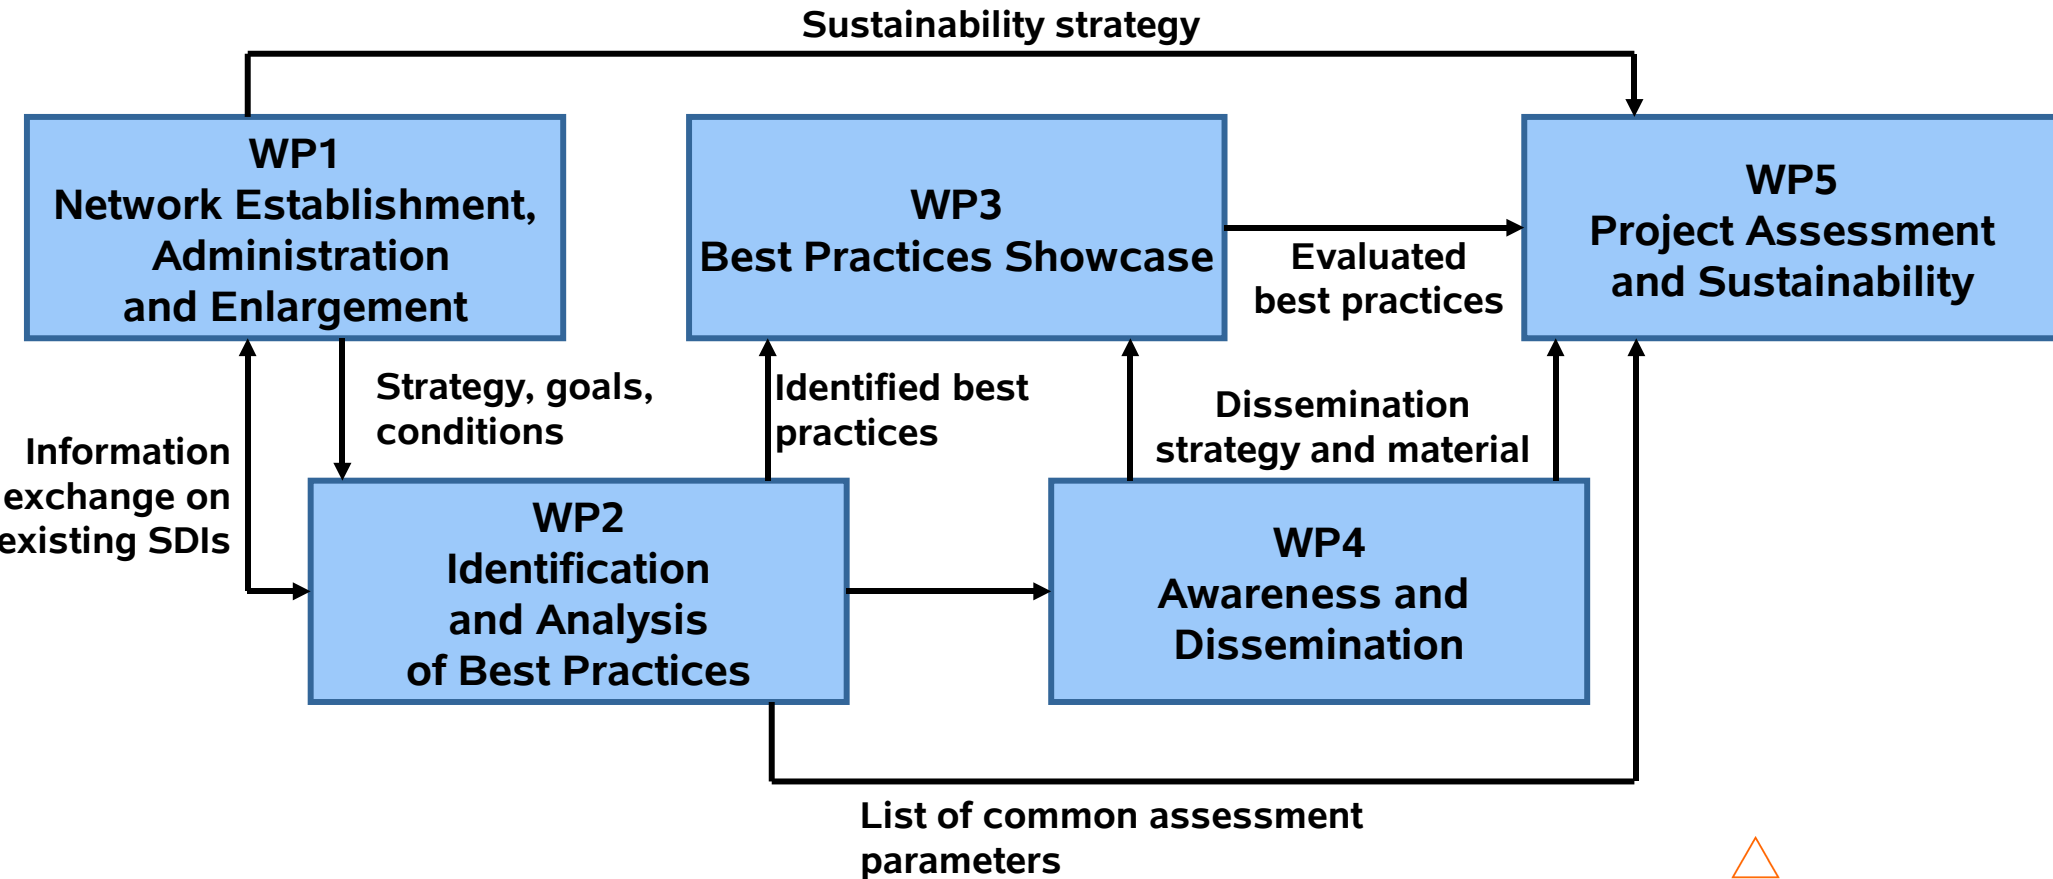 Sustainability strategy
WP1
Network Establishment,
Administration
and Enlargement
WP3
Best Practices Showcase
Evaluated
best practices
WP5
Project Assessment
and Sustainability
Information
exchange on
existing SDIs
Strategy, goals,
conditions
Identified best
practices
Dissemination
strategy and material
WP2
Identification
and Analysis
of Best Practices
WP4
Awareness and
Dissemination
List of common assessment
parameters